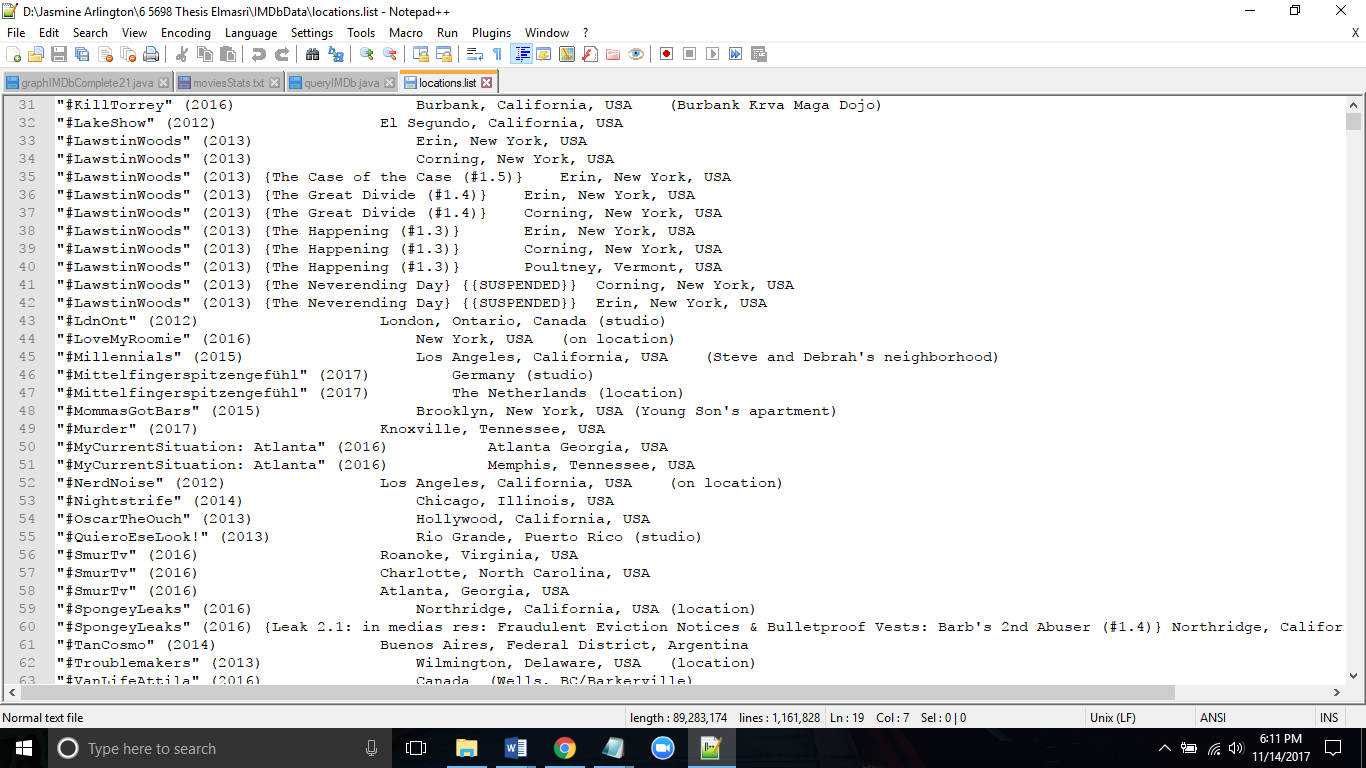 D:\Jasmine Arlington\6 5698 Thesis Elmasri\IMDbData\locations.list - Notepad++
File Edit Search View Encoding Language Settings Tools Macro Run Plugins Window ? X
graphIMDbComplete21.java moviesStats.txt queryIMDb.java locations.list
31 "#KillTorrey" (2016) Burbank, California, USA (Burbank Krva Maga Dojo)
32 "#LakeShow" (2012) El Segundo, California, USA
33 "#LawstinWoods" (2013) Erin, New York, USA
34 "#LawstinWoods" (2013) Corning, New York, USA
35 "#LawstinWoods" (2013) {The Case of the Case (#1.5)} Erin, New York, USA
36 "#LawstinWoods" (2013) {The Great Divide (#1.4)} Erin, New York, USA
37 "#LawstinWoods" (2013) {The Great Divide (#1.4)} Corning, New York, USA
38 "#LawstinWoods" (2013) {The Happening (#1.3)} Erin, New York, USA
39 "#LawstinWoods" (2013) {The Happening (#1.3)} Corning, New York, USA
40 "#LawstinWoods" (2013) {The Happening (#1.3)} Poultney, Vermont, USA
41 "#LawstinWoods" (2013) {The Neverending Day} {{SUSPENDED}} Corning, New York, USA
42 "#LawstinWoods" (2013) {The Neverending Day} {{SUSPENDED}} Erin, New York, USA
43 "#LdnOnt" (2012) London, Ontario, Canada (studio)
44 "#LoveMyRoomie" (2016) New York, USA (on location)
45 "#Millennials" (2015) Los Angeles, California, USA (Steve and Debrah's neighborhood)
46 "#Mittelfingerspitzengefühl" (2017) Germany (studio)
47 "#Mittelfingerspitzengefühl" (2017) The Netherlands (location)
48 "#MommasGotBars" (2015) Brooklyn, New York, USA (Young Son's apartment)
49 "#Murder" (2017) Knoxville, Tennessee, USA
50 "#MyCurrentSituation: Atlanta" (2016) Atlanta Georgia, USA
51 "#MyCurrentSituation: Atlanta" (2016) Memphis, Tennessee, USA
52 "#NerdNoise" (2012) Los Angeles, California, USA (on location)
53 "#Nightstrife" (2014) Chicago, Illinois, USA
54 "#OscarTheOuch" (2013) Hollywood, California, USA
55 "#QuieroEseLook!" (2013) Rio Grande, Puerto Rico (studio)
56 "#SmurTv" (2016) Roanoke, Virginia, USA
57 "#SmurTv" (2016) Charlotte, North Carolina, USA
58 "#SmurTv" (2016) Atlanta, Georgia, USA
59 "#SpongeyLeaks" (2016) Northridge, California, USA (location)
60 "#SpongeyLeaks" (2016) {Leak 2.1: in medias res: Fraudulent Eviction Notices & Bulletproof Vests: Barb's 2nd Abuser (#1.4)} Northridge, Califor
61 "#TanCosmo" (2014) Buenos Aires, Federal District, Argentina
62 "#Troublemakers" (2013) Wilmington, Delaware, USA (location)
63 "#VanLifeAttila" (2016) Canada (Wells, BC/Barkerville)
Normal text file length : 89,283,174 lines : 1,161,828 Ln : 19 Col : 7 Sel : 0 | 0 Unix (LF) ANSI INS
Type here to search
6:11 PM
11/14/2017